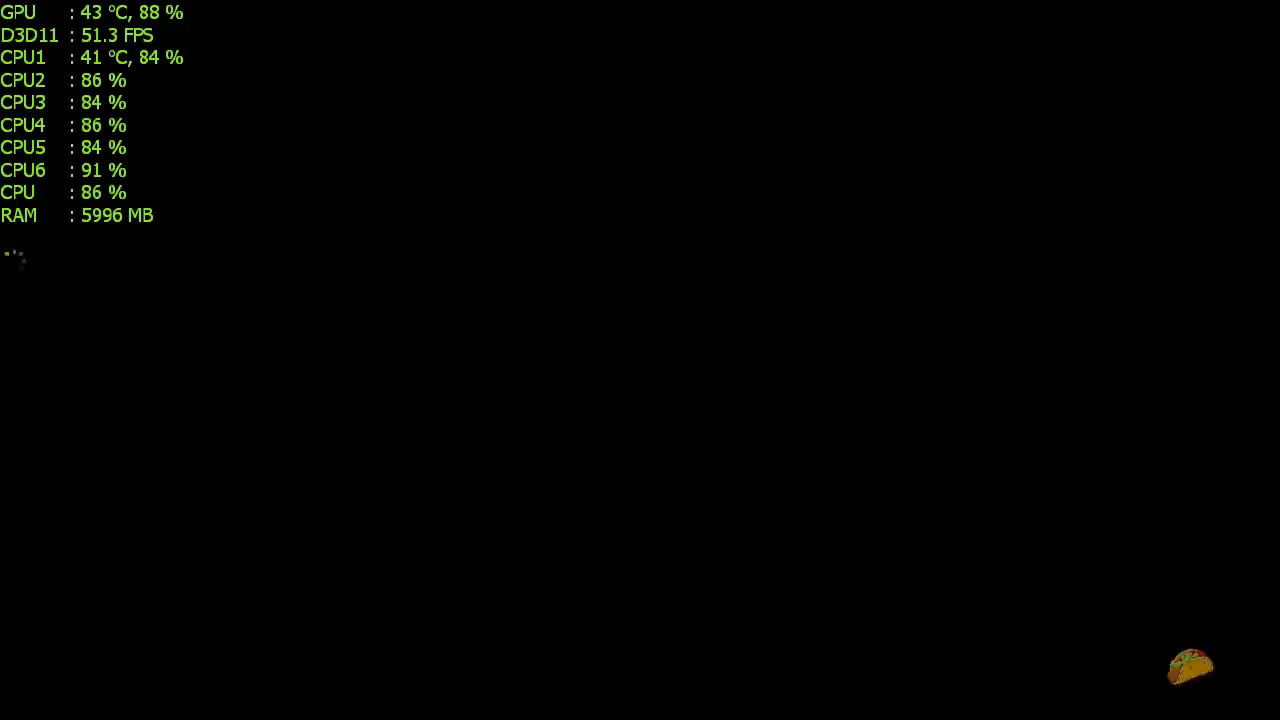 GPU : 43 °C, 88 %
D3D11 : 51.3 FPS
CPU1 : 41 °C, 84 %
CPU2 : 86 %
CPU3 : 84 %
CPU4 : 86 %
CPU5 : 84 %
CPU6 : 91 %
CPU : 86 %
RAM : 5996 MB